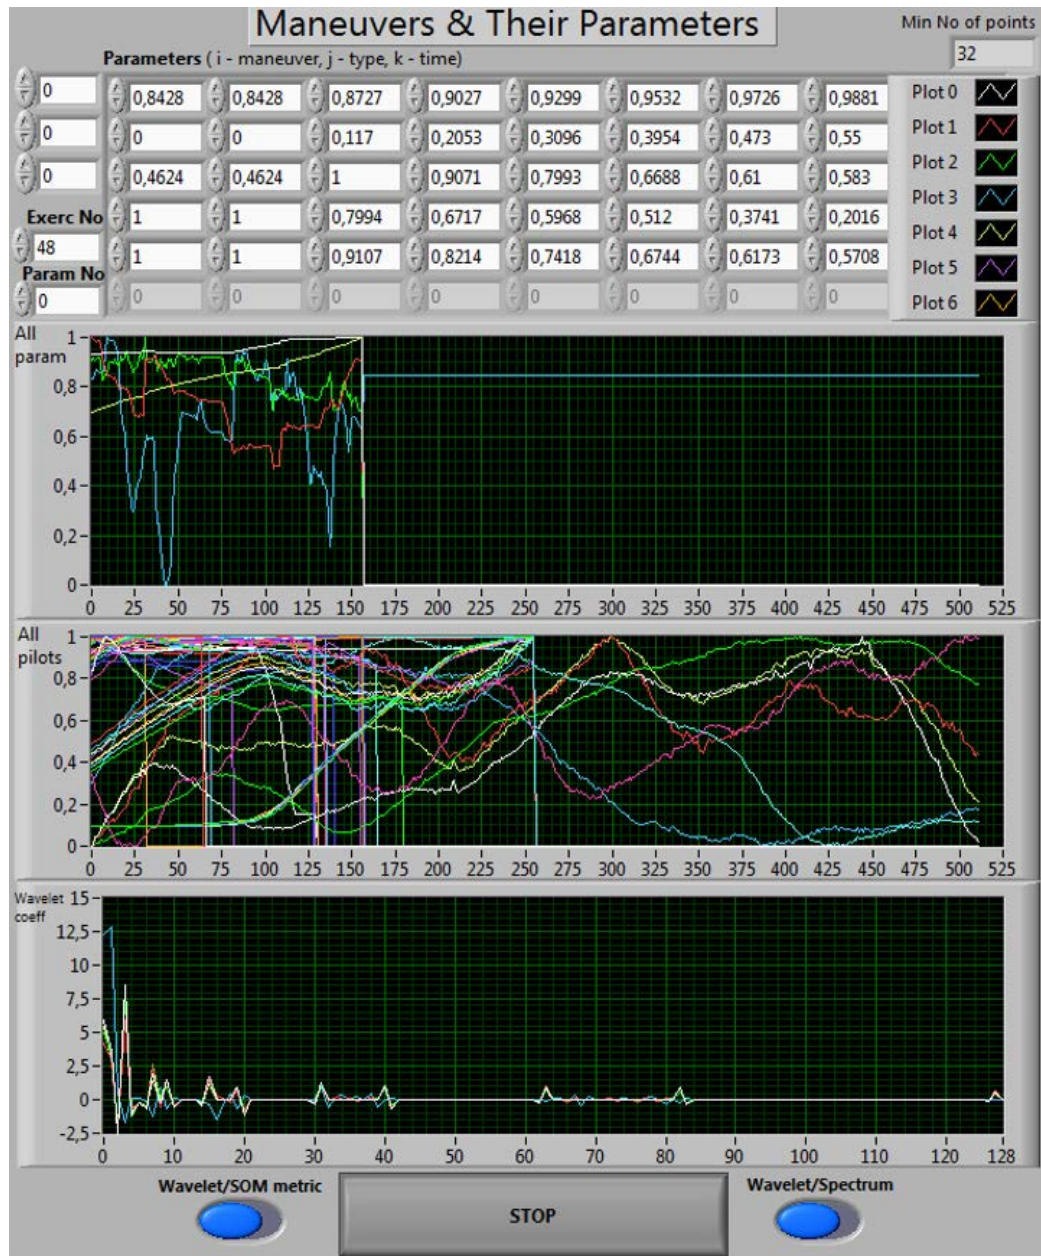 Maneuvers & Their Parameters
Min No of points
32
Parameters ( i - maneuver, j - type, k - time)
0 0,8428 0,8428 0,8727 0,9027 0,9299 0,9532 0,9726 0,9881 Plot 0
0 0 0 0,117 0,2053 0,3096 0,3954 0,473 0,55 Plot 1
0 0,4624 0,4624 1 0,9071 0,7993 0,6688 0,61 0,583 Plot 2
Exerc No 1 1 0,7994 0,6717 0,5968 0,512 0,3741 0,2016 Plot 3
48 1 1 0,9107 0,8214 0,7418 0,6744 0,6173 0,5708 Plot 4
Param No Plot 5
0 0 0 0 0 0 0 0 0 Plot 6
All
param
1
0,8
0,6
0,4
0,2
0
0 25 50 75 100 125 150 175 200 225 250 275 300 325 350 375 400 425 450 475 500 525
All
pilots
1
0,8
0,6
0,4
0,2
0
0 25 50 75 100 125 150 175 200 225 250 275 300 325 350 375 400 425 450 475 500 525
Wavelet
coeff
15
12,5
10
7,5
5
2,5
0
-2,5
0 10 20 30 40 50 60 70 80 90 100 110 120 128
Wavelet/SOM metric
STOP
Wavelet/Spectrum